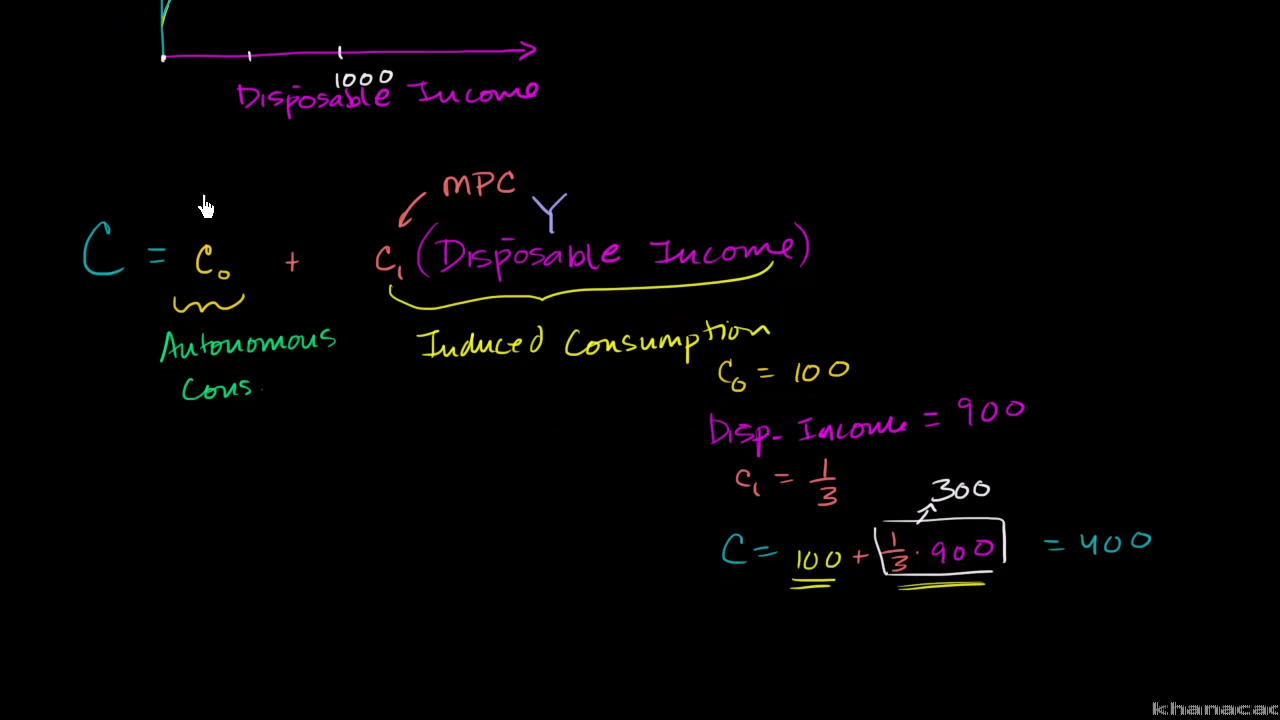 1000
Disposable Income
MPC
Y
C = C₀ + C₁ (Disposable Income)
Autonomous Cons.
Induced Consumption
C₀ = 100
Disp. Income = 900
C₁ = 1/3
300
C = 100 + 1/3 · 900 = 400
khanacac